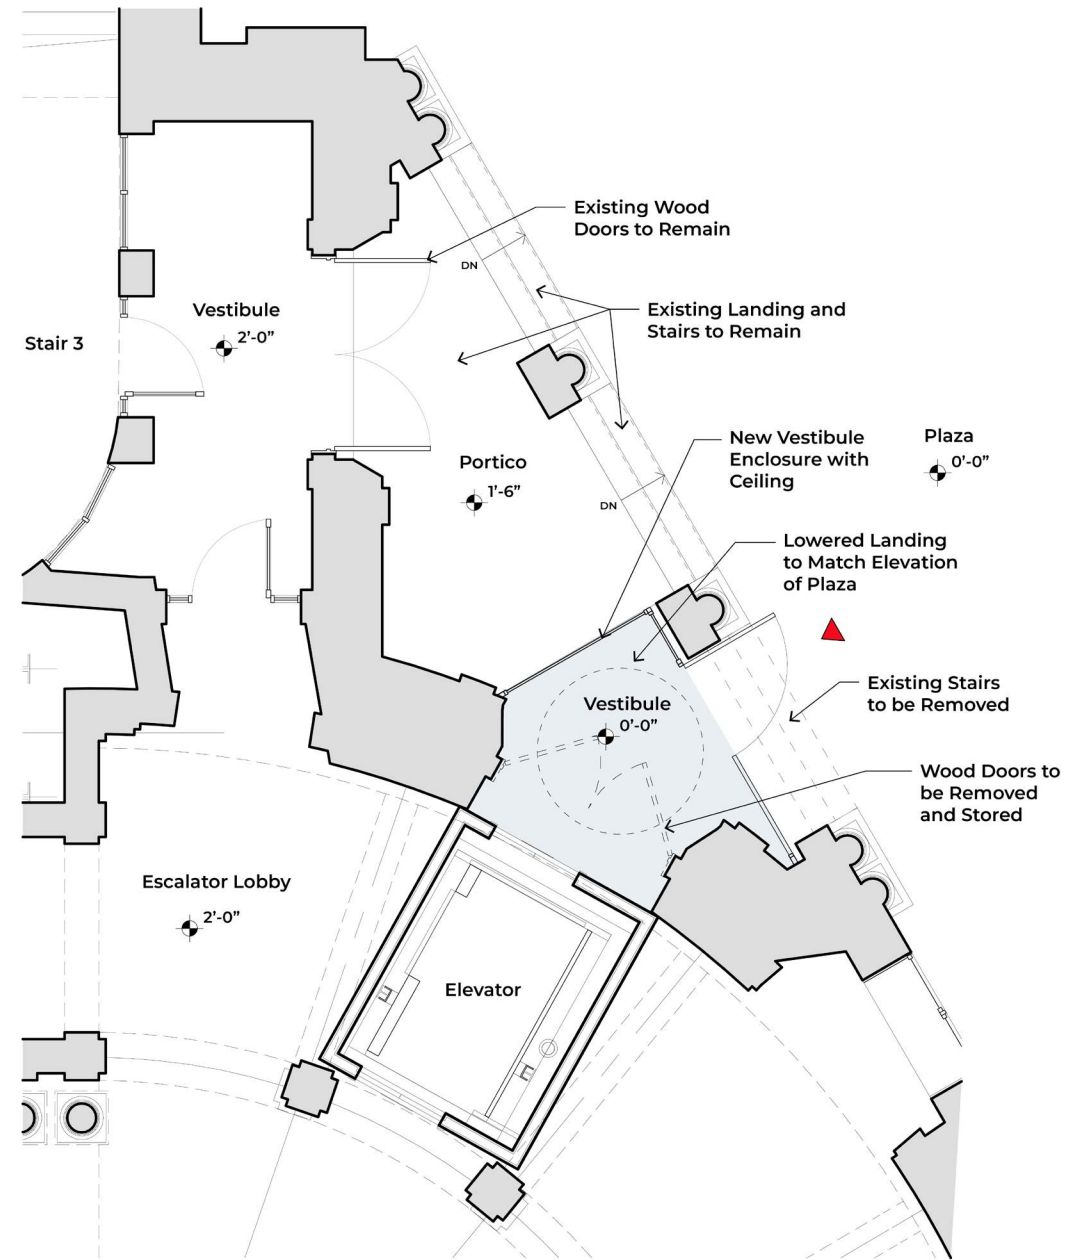 Existing Wood
Doors to Remain
DN
Vestibule
2’-0”
Existing Landing and
Stairs to Remain
Stair 3
New Vestibule
Enclosure with
Ceiling
Plaza
0’-0”
Portico
1’-6”
DN
Lowered Landing
to Match Elevation
of Plaza
Existing Stairs
to be Removed
Vestibule
0’-0”
Wood Doors to
be Removed
and Stored
Escalator Lobby
2’-0”
Elevator